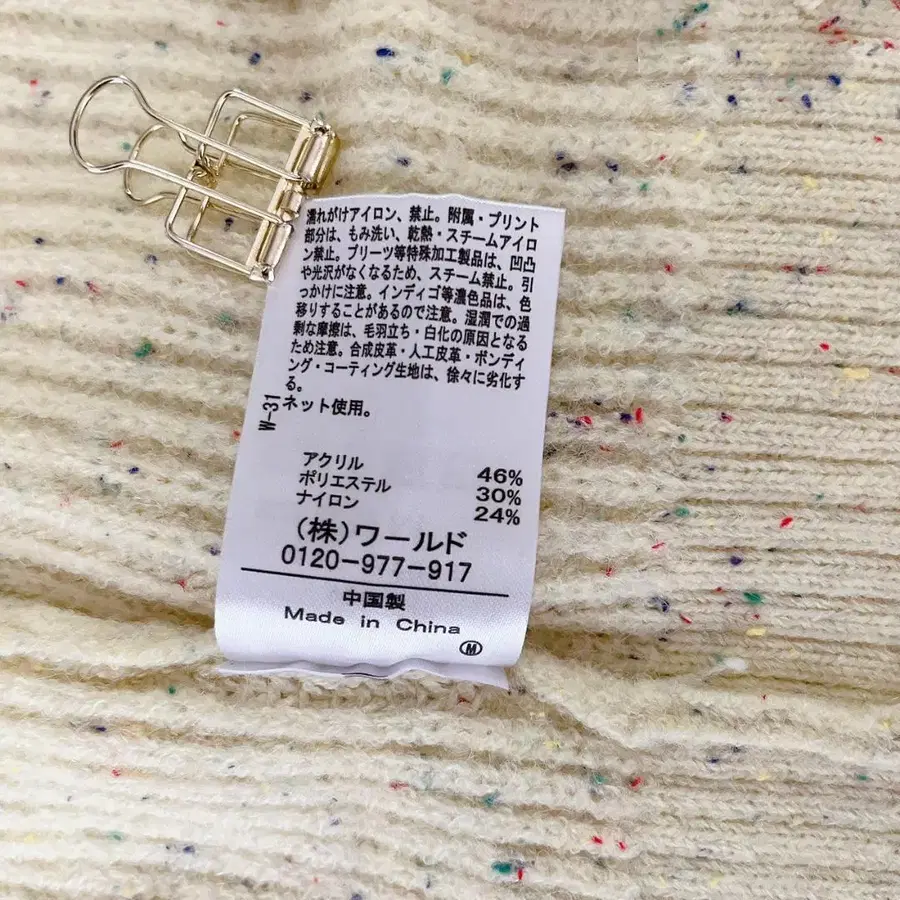 濡れがけアイロン、禁止。附属・プリント
部分は、もみ洗い、乾熱・スチームアイロ
ン禁止。プリーツ等特殊加工製品は、凹凸
や光沢がなくなるため、スチーム禁止。引
っかけに注意。インディゴ等濃色品は、色
移りすることがあるので注意。湿潤での過
剰な摩擦は、毛羽立ち・白化の原因となる
ため注意。合成皮革・人工皮革・ボンディ
ング・コーティング生地は、徐々に劣化す
る。
ネット使用。
W-31
アクリル 46%
ポリエステル 30%
ナイロン 24%
(株)ワールド
0120-977-917
中国製
Made in China
M